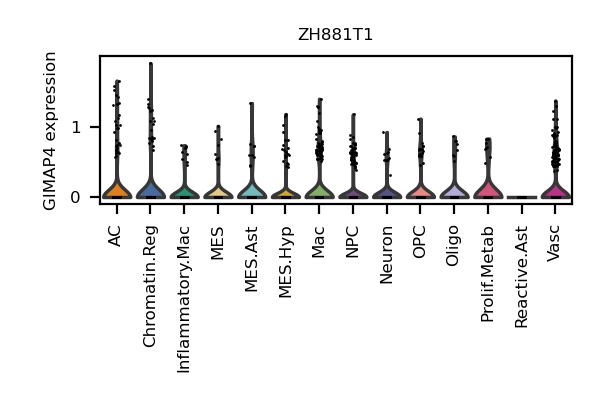 ZH881T1
GIMAP4 expression
1
0
AC
Chromatin.Reg
Inflammatory.Mac
MES
MES.Ast
MES.Hyp
Mac
NPC
Neuron
OPC
Oligo
Prolif.Metab
Reactive.Ast
Vasc